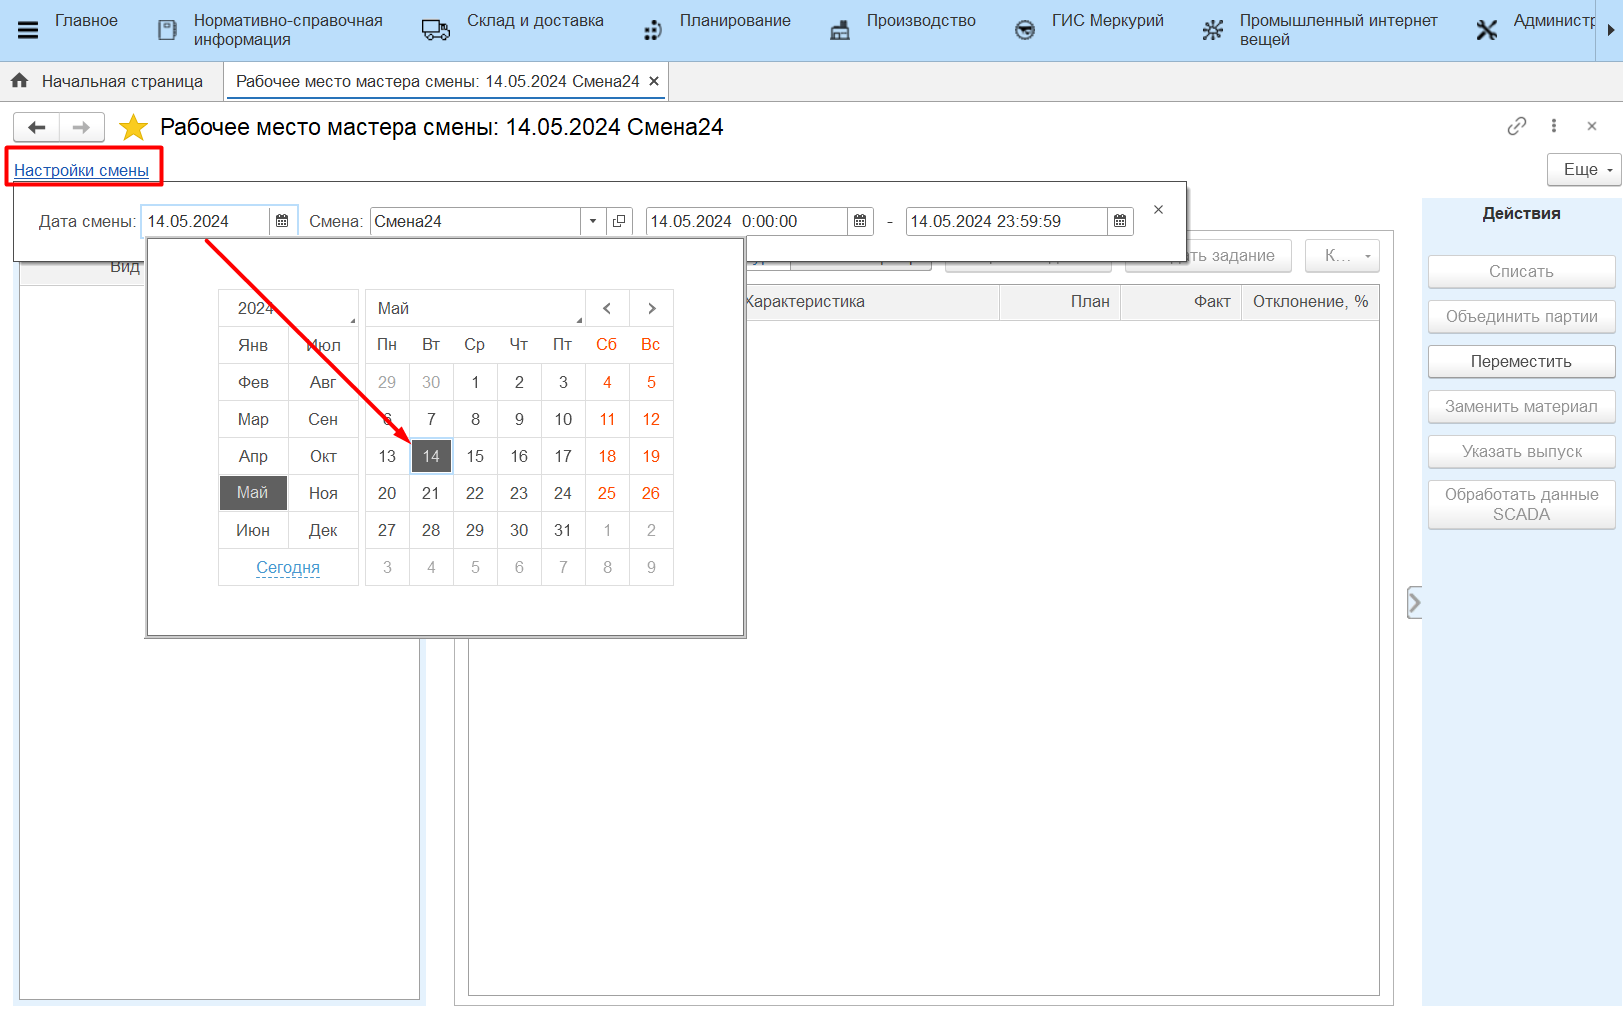 Главное
Нормативно-справочная
информация
Склад и доставка
Планирование
Производство
ГИС Меркурий
Промышленный интернет
вещей
Администр
Начальная страница
Рабочее место мастера смены: 14.05.2024 Смена24
Рабочее место мастера смены: 14.05.2024 Смена24
Настройки смены
Еще
Дата смены: 14.05.2024 Смена: Смена24 14.05.2024 0:00:00 - 14.05.2024 23:59:59
Вид
задание
К...
Характеристика План Факт Отклонение, %
2024 Май < >
Янв Июл Пн Вт Ср Чт Пт Сб Вс
Фев Авг 29 30 1 2 3 4 5
Мар Сен 6 7 8 9 10 11 12
Апр Окт 13 14 15 16 17 18 19
Май Ноя 20 21 22 23 24 25 26
Июн Дек 27 28 29 30 31 1 2
Сегодня 3 4 5 6 7 8 9
Действия
Списать
Объединить партии
Переместить
Заменить материал
Указать выпуск
Обработать данные
SCADA